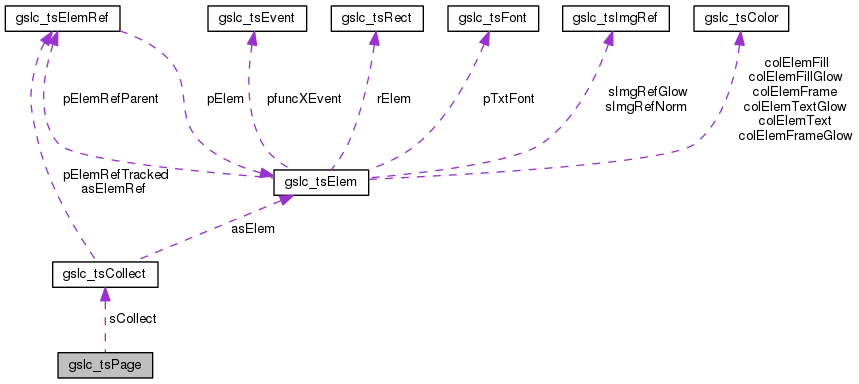 gslc_tsElemRef
gslc_tsEvent
gslc_tsRect
gslc_tsFont
gslc_tsImgRef
gslc_tsColor
pElemRefParent
pElem
pfuncXEvent
rElem
pTxtFont
sImgRefGlow
sImgRefNorm
colElemFill
colElemFillGlow
colElemFrame
colElemTextGlow
colElemText
colElemFrameGlow
pElemRefTracked
asElemRef
gslc_tsElem
asElem
gslc_tsCollect
sCollect
gslc_tsPage